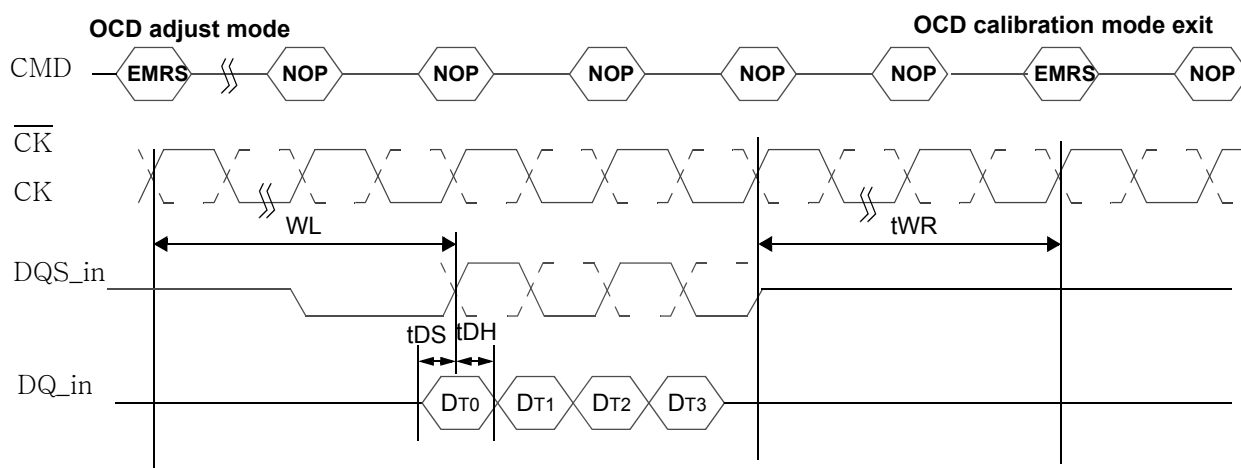 OCD adjust mode
OCD calibration mode exit
CMD EMRS NOP NOP NOP NOP NOP EMRS NOP
CK
CK
WL
tWR
DQS_in
tDS tDH
DQ_in DT0 DT1 DT2 DT3